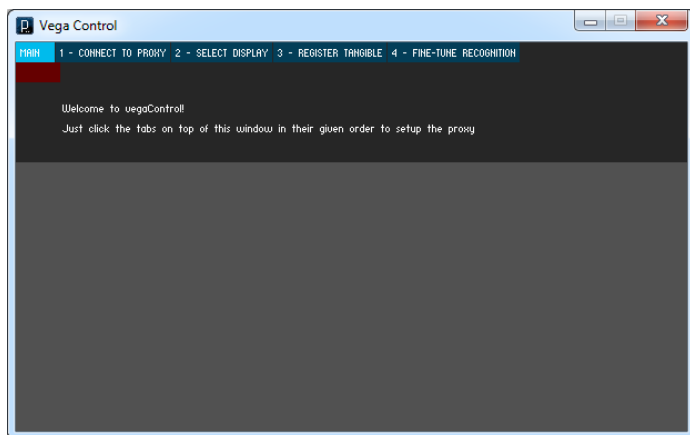 Vega Control
MAIN 1 - CONNECT TO PROXY 2 - SELECT DISPLAY 3 - REGISTER TANGIBLE 4 - FINE-TUNE RECOGNITION
Welcome to vegaControl!
Just click the tabs on top of this window in their given order to setup the proxy